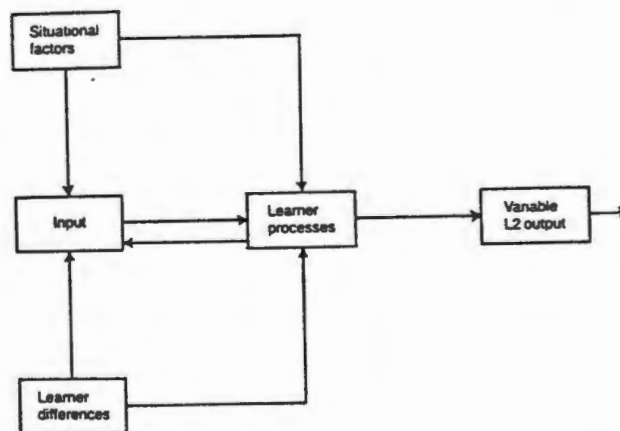 Situational
factors
Input
Learner
processes
Variable
L2 output
Learner
differences